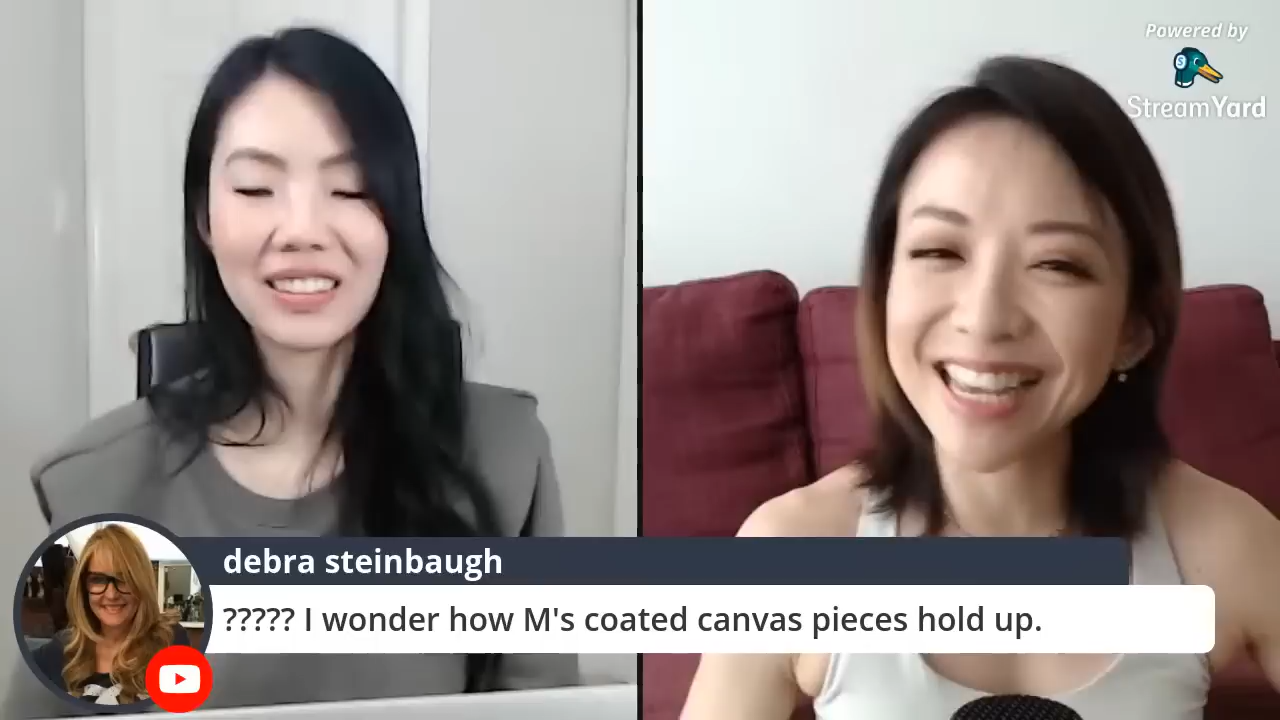 Powered by
StreamYard
debra steinbaugh
????? I wonder how M's coated canvas pieces hold up.